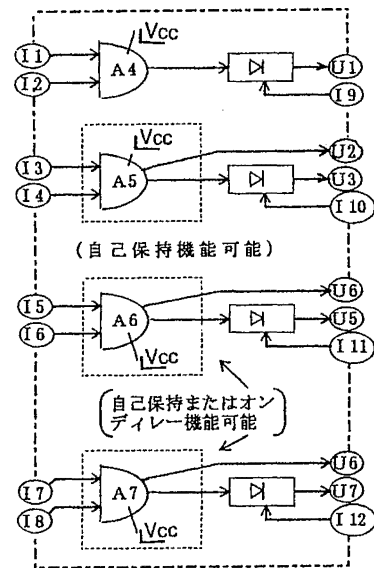 I1
I2
Vcc
A4
U1
I9
I3
I4
Vcc
A5
U2
U3
I10
(自己保持機能可能)
I5
I6
A6
Vcc
U6
U5
I11
自己保持またはオン
ディレー機能可能
I7
I8
Vcc
A7
U6
U7
I12